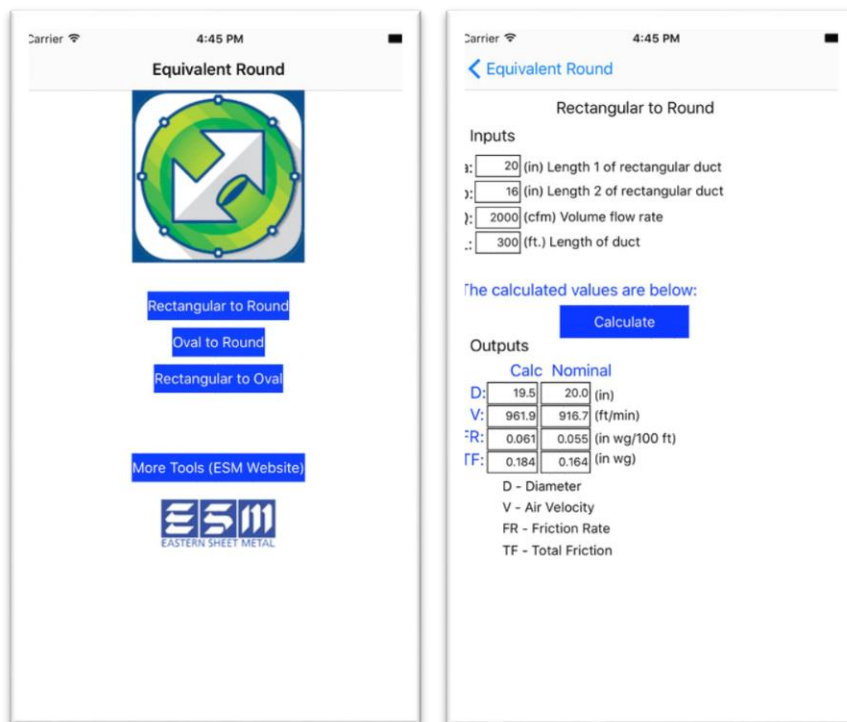 Carrier 4:45 PM
Equivalent Round
Rectangular to Round
Oval to Round
Rectangular to Oval
More Tools (ESM Website)
ESM
EASTERN SHEET METAL
Carrier 4:45 PM
Equivalent Round
Rectangular to Round
Inputs
: 20 (in) Length 1 of rectangular duct
: 16 (in) Length 2 of rectangular duct
: 2000 (cfm) Volume flow rate
.: 300 (ft.) Length of duct
The calculated values are below:
Calculate
Outputs
Calc Nominal
D: 19.5 20.0 (in)
V: 961.9 916.7 (ft/min)
FR: 0.061 0.055 (in wg/100 ft)
TF: 0.184 0.164 (in wg)
D - Diameter
V - Air Velocity
FR - Friction Rate
TF - Total Friction